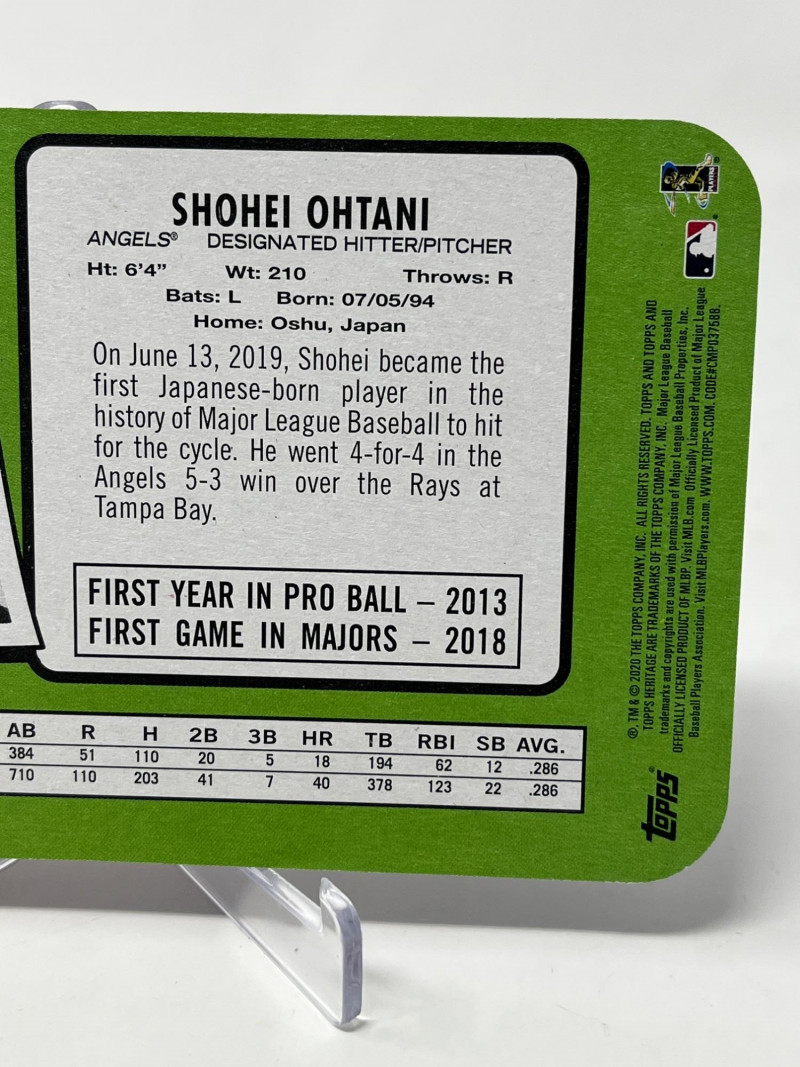 SHOHEI OHTANI
ANGELS® DESIGNATED HITTER/PITCHER
Ht: 6'4" Wt: 210 Throws: R
Bats: L Born: 07/05/94
Home: Oshu, Japan
On June 13, 2019, Shohei became the
first Japanese-born player in the
history of Major League Baseball to hit
for the cycle. He went 4-for-4 in the
Angels 5-3 win over the Rays at
Tampa Bay.
FIRST YEAR IN PRO BALL – 2013
FIRST GAME IN MAJORS – 2018
AB R H 2B 3B HR TB RBI SB AVG.
384 51 110 20 5 18 194 62 12 .286
710 110 203 41 7 40 378 123 22 .286
PLAYERS
®, TM & © 2020 THE TOPPS COMPANY, INC. ALL RIGHTS RESERVED. TOPPS AND TOPPS AND
TOPPS HERITAGE ARE TRADEMARKS OF THE TOPPS COMPANY, INC. Major League Baseball
trademarks and copyrights are used with permission of Major League Baseball Properties, Inc.
OFFICIALLY LICENSED PRODUCT OF MLBP. Visit MLB.com Officially Licensed Product of Major League
Baseball Players Association. Visit MLBPlayers.com. WWW.TOPPS.COM. CODE#CMP037588.
topps®